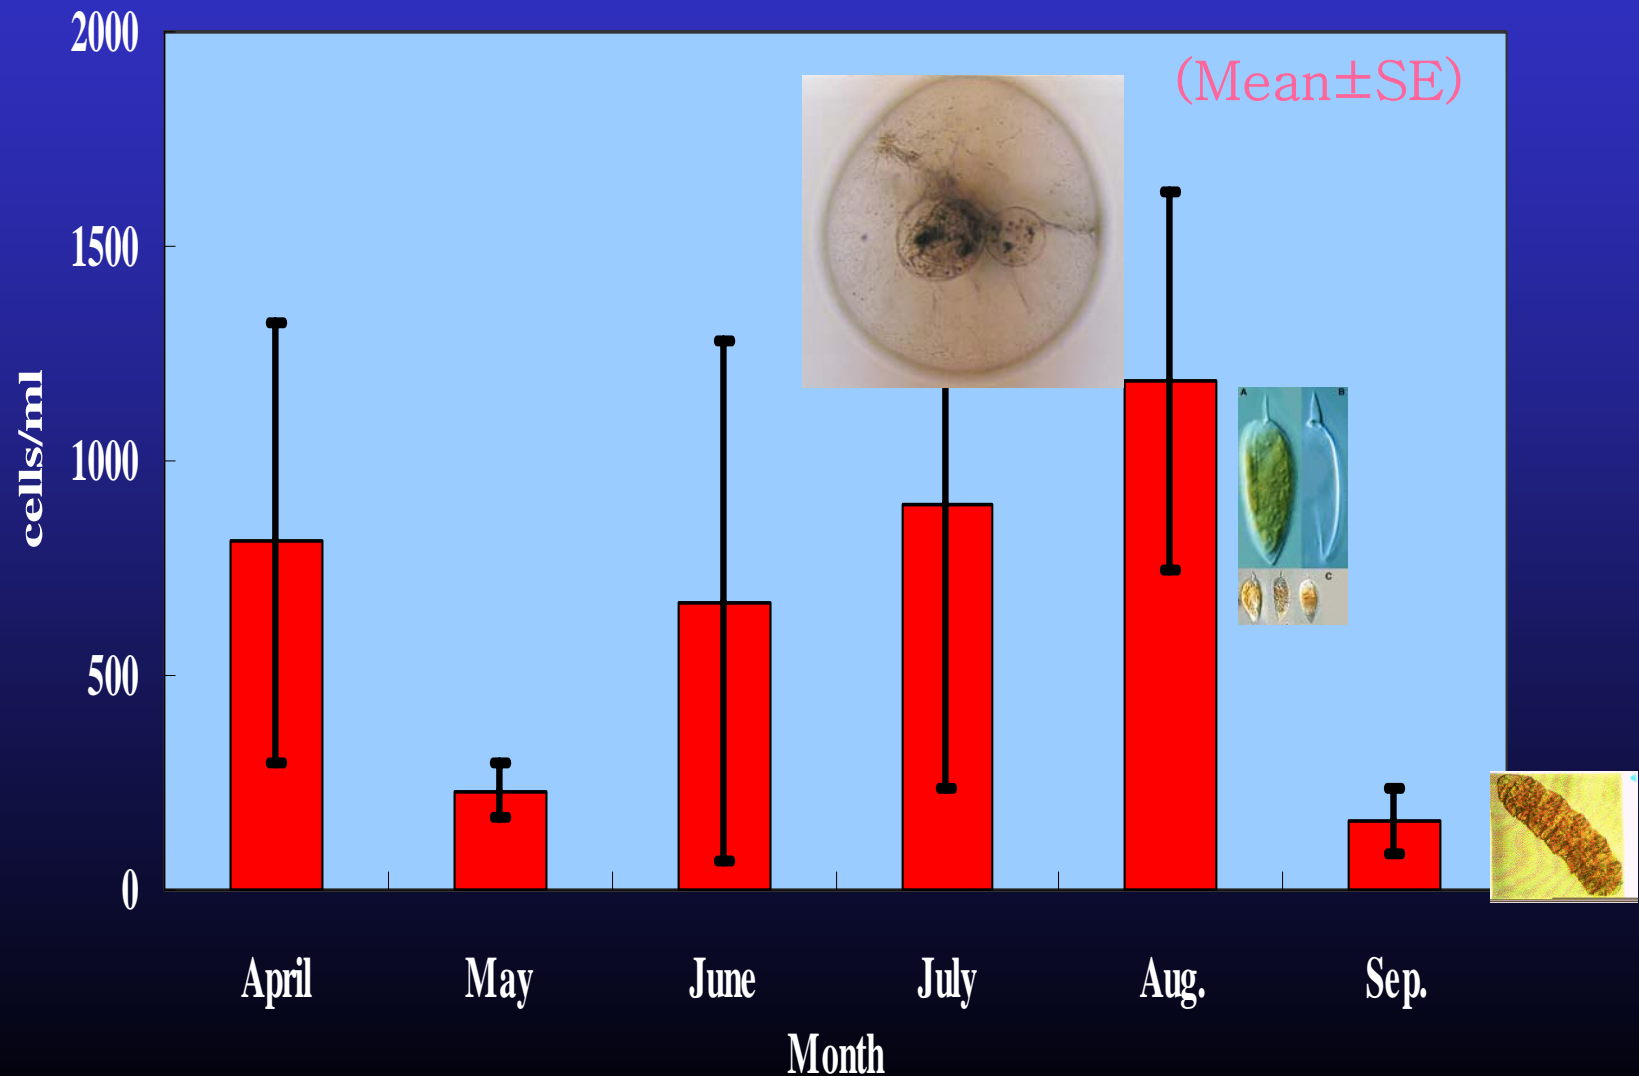 2000
(Mean±SE)
1500
A B
1000
cells/ml
C
500
0
April May June July Aug. Sep.
Month